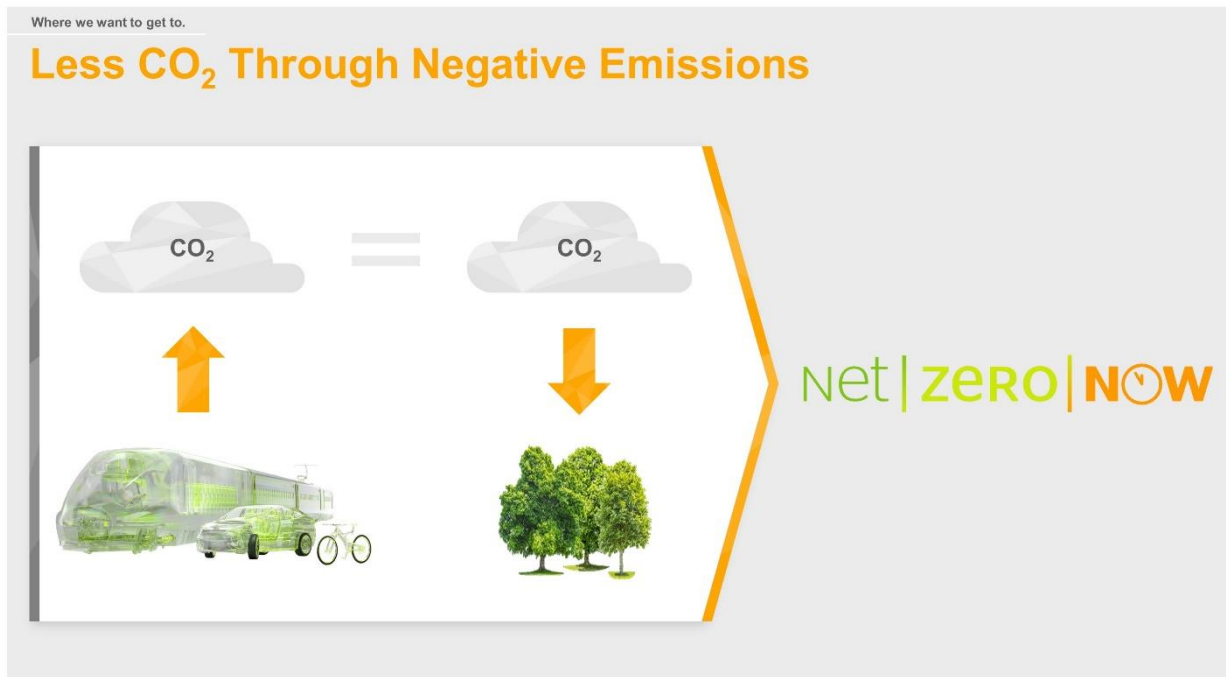 Where we want to get to.
Less CO₂ Through Negative Emissions
CO₂ = CO₂
Net|zero|NOW